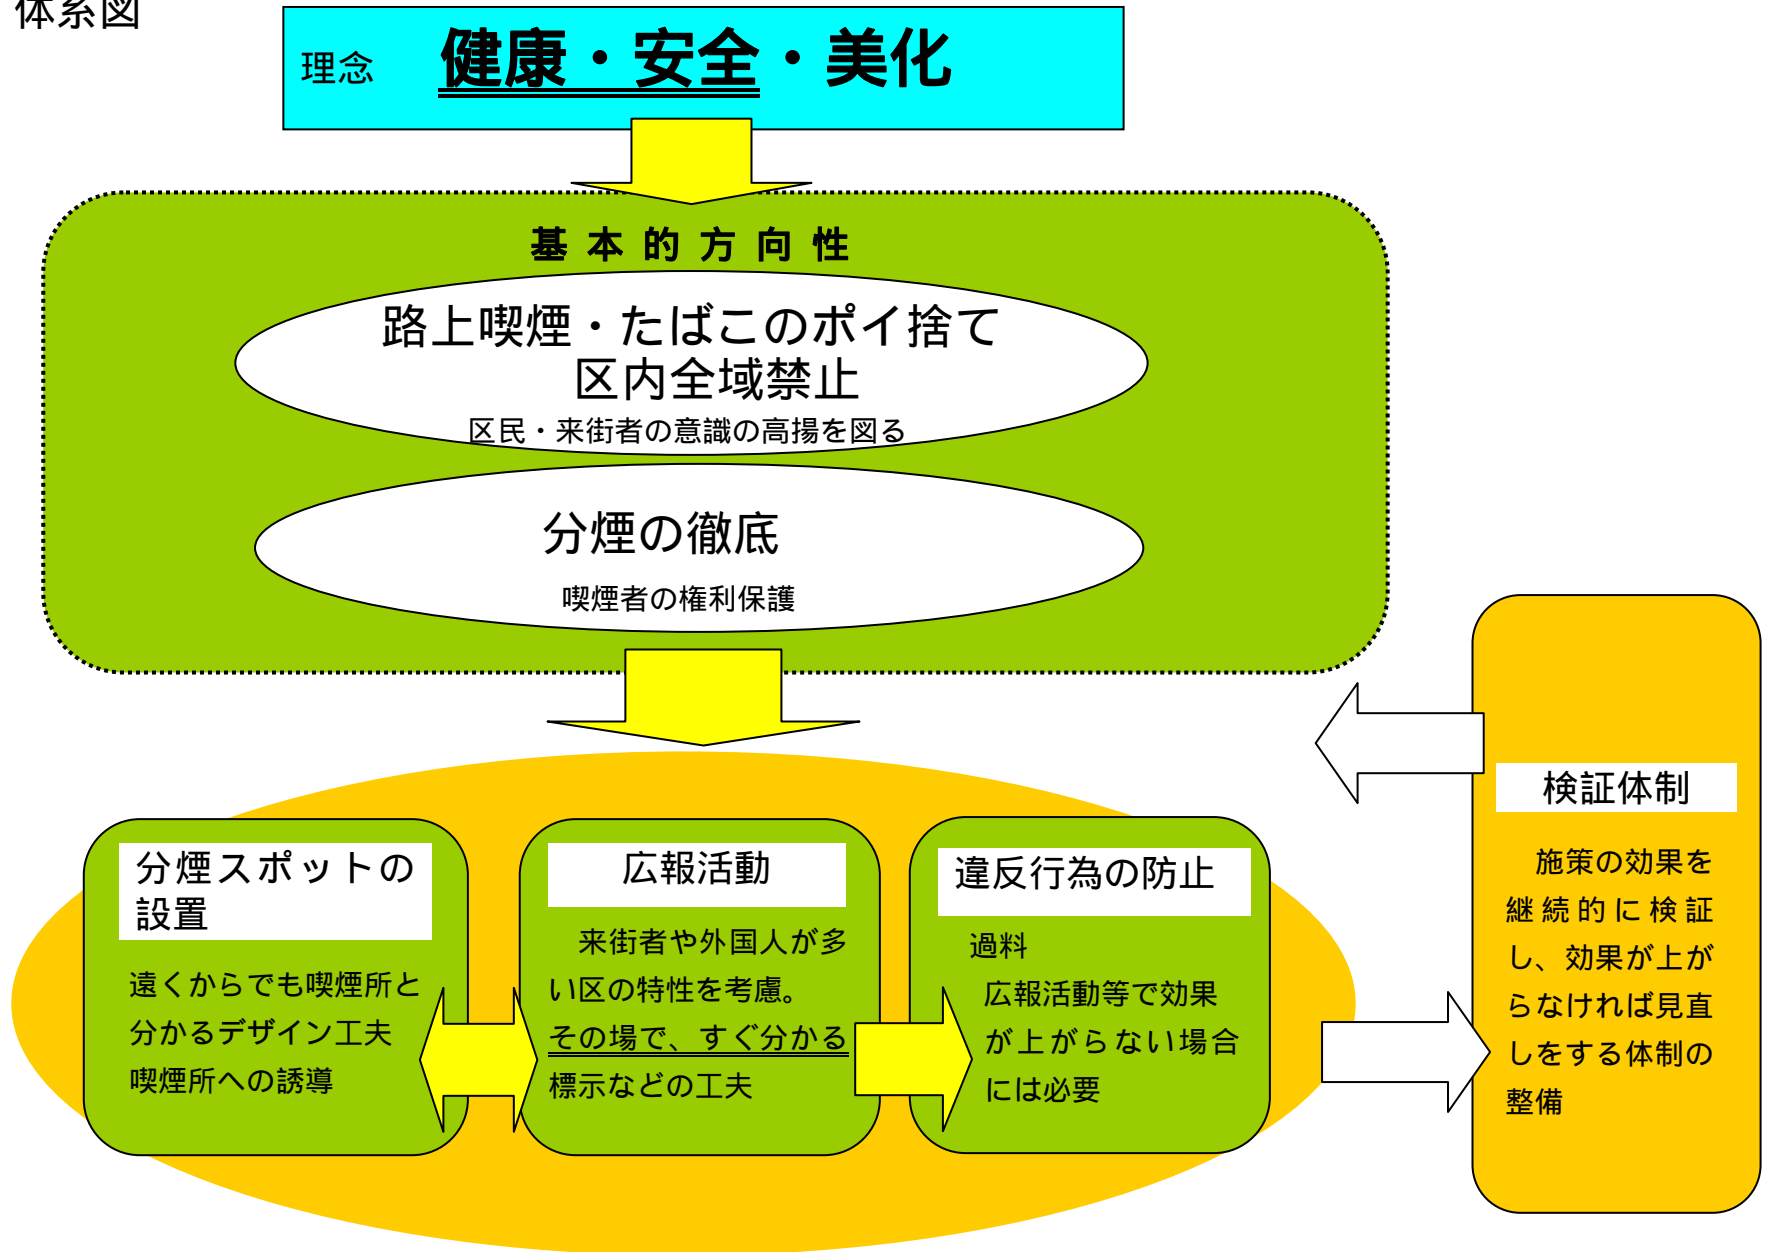 体系図
理念 健康・安全・美化
基本的方向性
路上喫煙・たばこのポイ捨て
区内全域禁止
区民・来街者の意識の高揚を図る
分煙の徹底
喫煙者の権利保護
分煙スポットの
設置
遠くからでも喫煙所と
分かるデザイン工夫
喫煙所への誘導
広報活動
来街者や外国人が多
い区の特性を考慮。
その場で、すぐ分かる
標示などの工夫
違反行為の防止
過料
広報活動等で効果
が上がらない場合
には必要
検証体制
施策の効果を
継続的に検証
し、効果が上が
らなければ見直
しをする体制の
整備